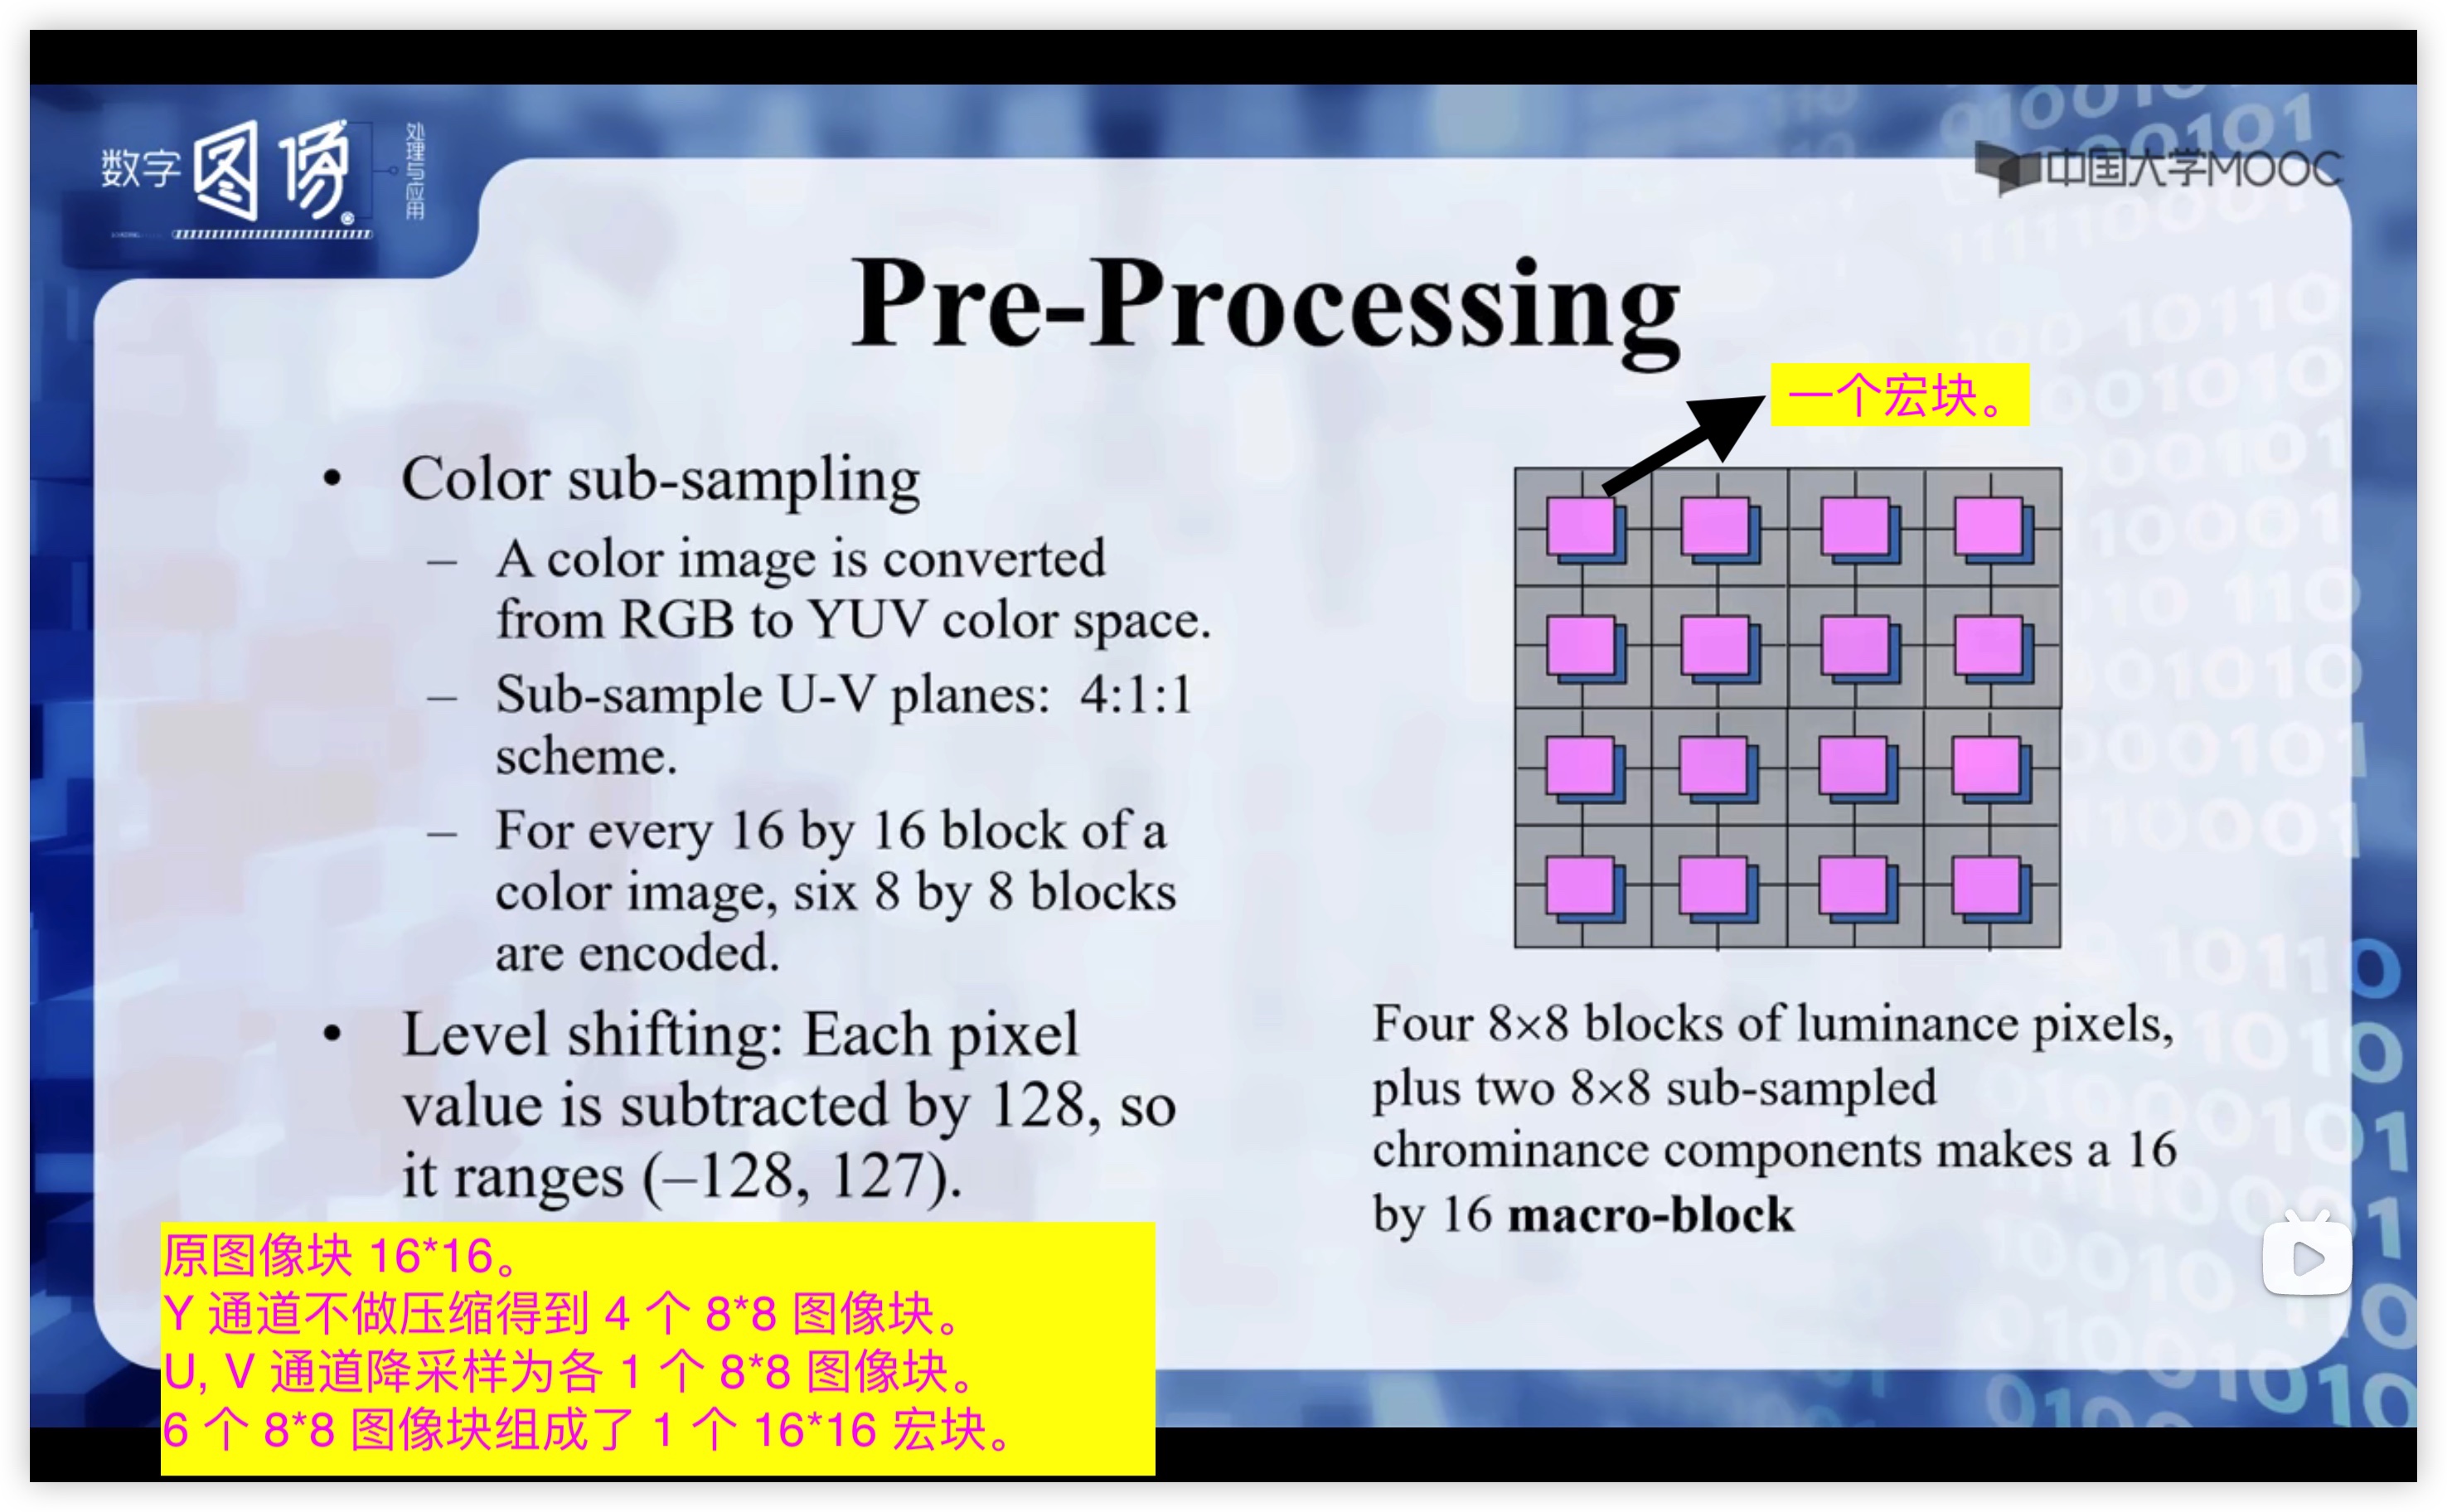 数字图像
处理与应用
中国大学MOOC
Pre-Processing
一个宏块。
• Color sub-sampling
– A color image is converted
from RGB to YUV color space.
– Sub-sample U-V planes: 4:1:1
scheme.
– For every 16 by 16 block of a
color image, six 8 by 8 blocks
are encoded.
• Level shifting: Each pixel
value is subtracted by 128, so
it ranges (–128, 127).
Four 8×8 blocks of luminance pixels,
plus two 8×8 sub-sampled
chrominance components makes a 16
by 16 macro-block
原图像块 16*16。
Y 通道不做压缩得到 4 个 8*8 图像块。
U, V 通道降采样为各 1 个 8*8 图像块。
6 个 8*8 图像块组成了 1 个 16*16 宏块。